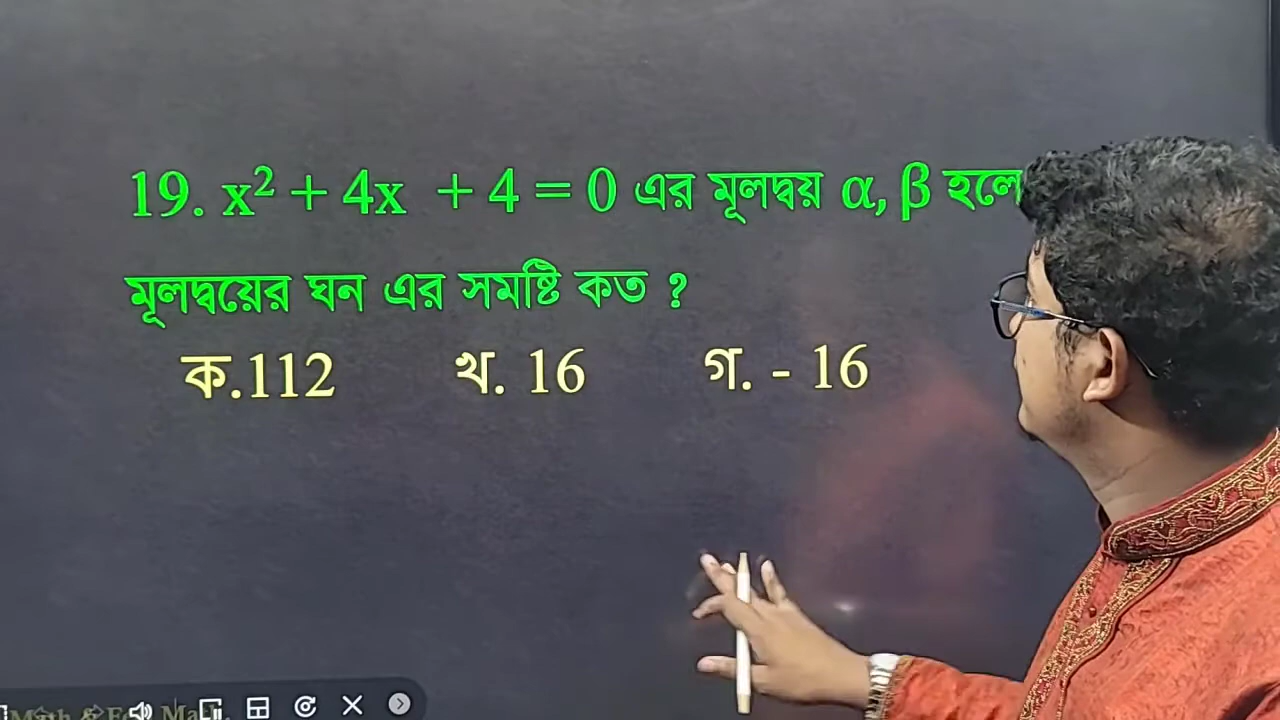 19. x² + 4x + 4 = 0 এর মূলদ্বয় α, β হলে
মূলদ্বয়ের ঘন এর সমষ্টি কত ?
ক.112 খ. 16 গ. - 16